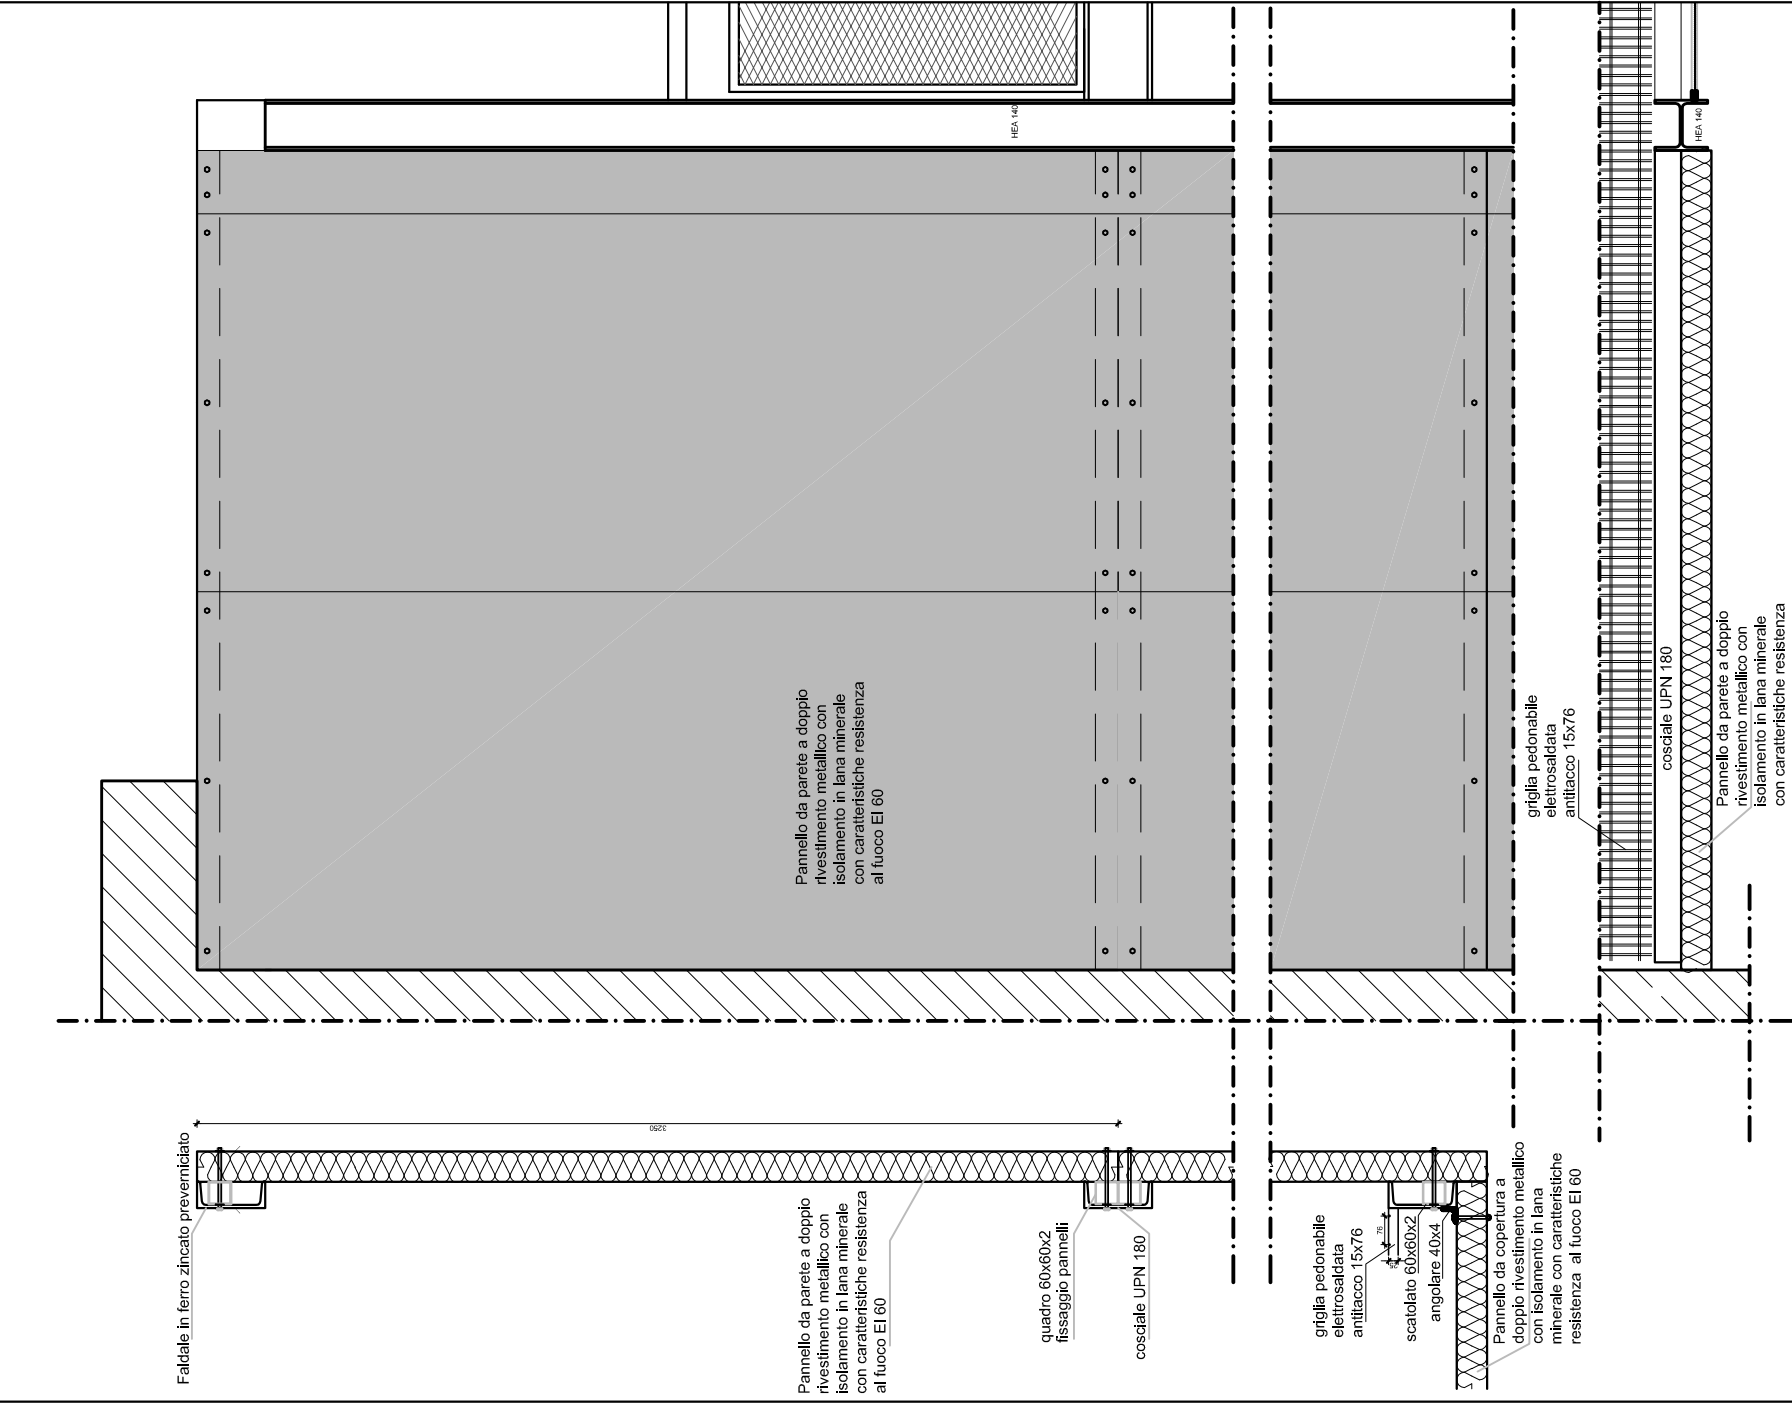 HEA 140
HEA 140
Pannello da parete a doppio
rivestimento metallico con
isolamento in lana minerale
con caratteristiche resistenza
al fuoco EI 60
griglia pedonabile
elettrosaldata
antitacco 15x76
cosciale UPN 180
Pannello da parete a doppio
rivestimento metallico con
isolamento in lana minerale
con caratteristiche resistenza
3250
Faldale in ferro zincato preverniciato
Pannello da parete a doppio
rivestimento metallico con
isolamento in lana minerale
con caratteristiche resistenza
al fuoco EI 60
quadro 60x60x2
fissaggio pannelli
cosciale UPN 180
griglia pedonabile
elettrosaldata
antitacco 15x76
76
scatolato 60x60x2
angolare 40x4
Pannello da copertura a
doppio rivestimento metallico
con isolamento in lana
minerale con caratteristiche
resistenza al fuoco EI 60